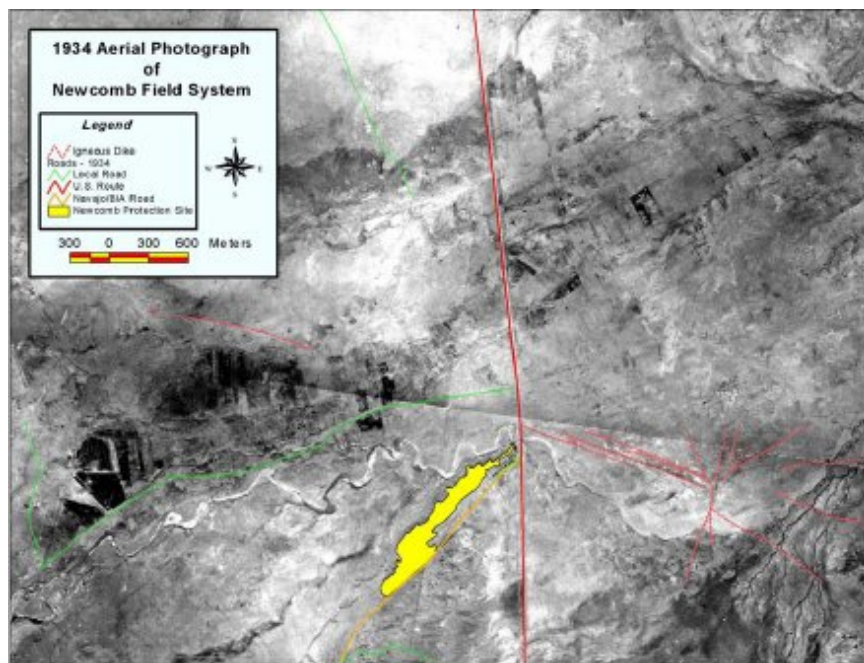 1934 Aerial Photograph
of
Newcomb Field System
Legend
Igneous Dike
Roads - 1934
Local Road
U.S. Route
Navajo/BIA Road
Newcomb Protection Site
N
W E
S
300 0 300 600 Meters